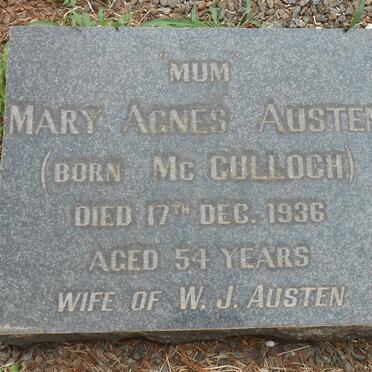 "MUM"
MARY AGNES AUSTEN
(BORN MC CULLOCH)
DIED 17TH DEC. 1936
AGED 54 YEARS
WIFE OF W. J. AUSTEN